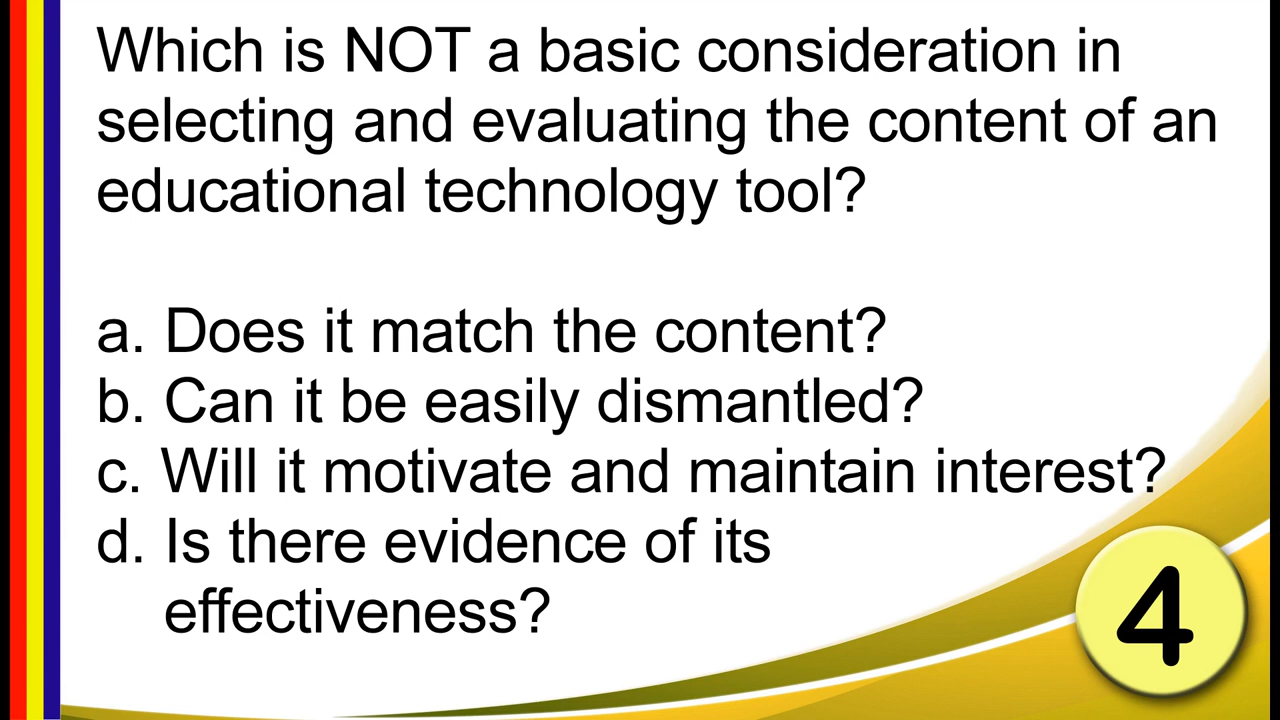 Which is NOT a basic consideration in
selecting and evaluating the content of an
educational technology tool?
a. Does it match the content?
b. Can it be easily dismantled?
c. Will it motivate and maintain interest?
d. Is there evidence of its
effectiveness?
4